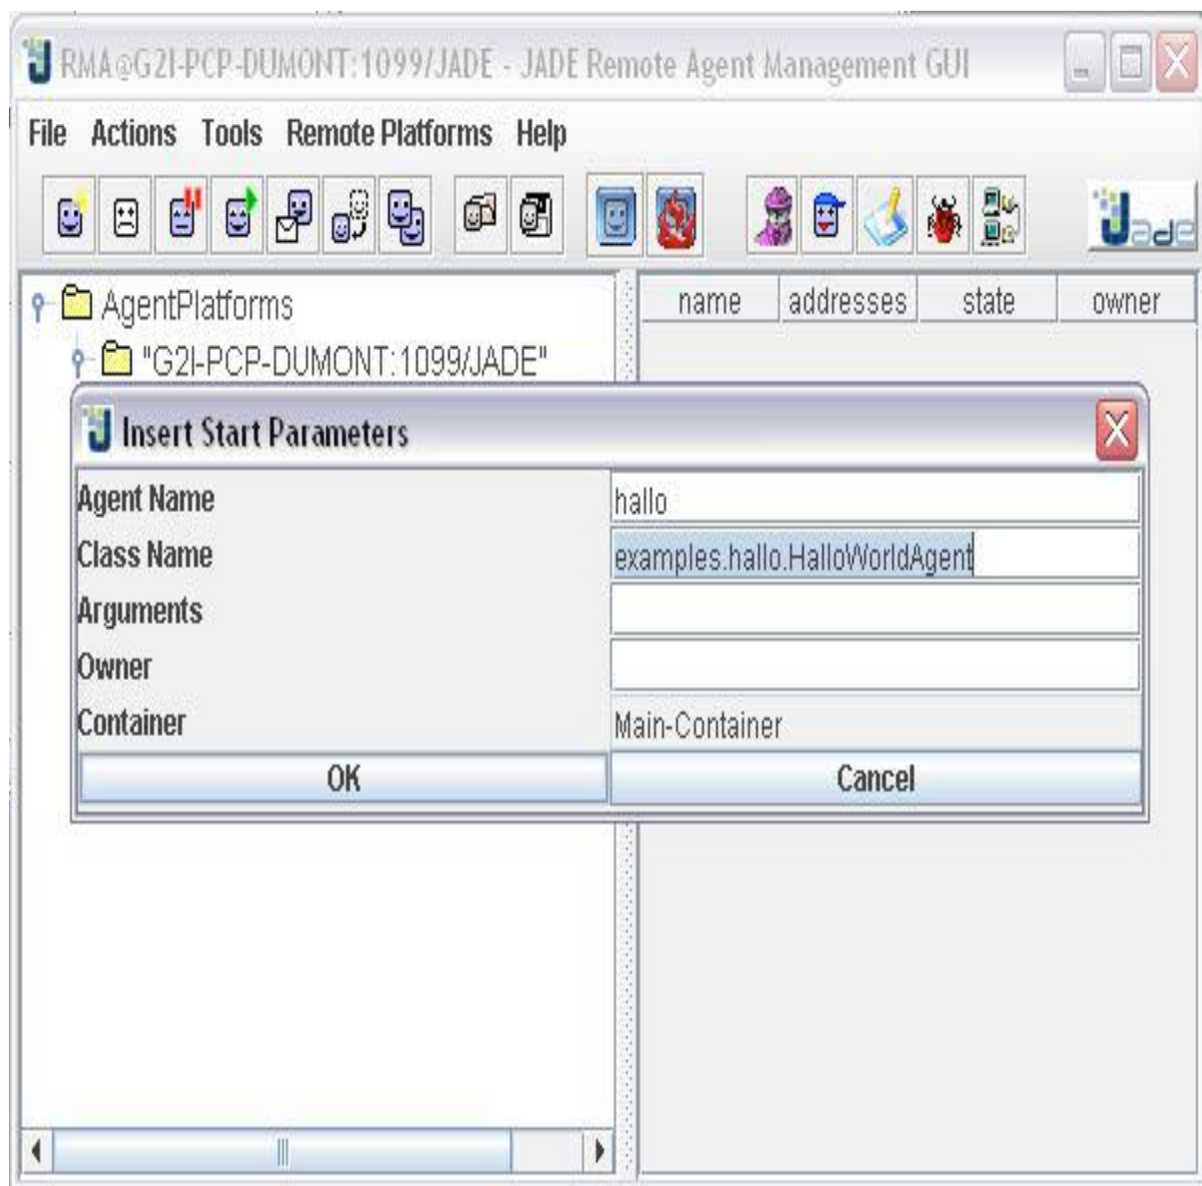 RMA@G2I-PCP-DUMONT:1099/JADE - JADE Remote Agent Management GUI
File Actions Tools Remote Platforms Help
Jade
AgentPlatforms
"G2I-PCP-DUMONT:1099/JADE"
name addresses state owner
Insert Start Parameters
Agent Name hallo
Class Name examples.hallo.HalloWorldAgent
Arguments
Owner
Container Main-Container
OK Cancel